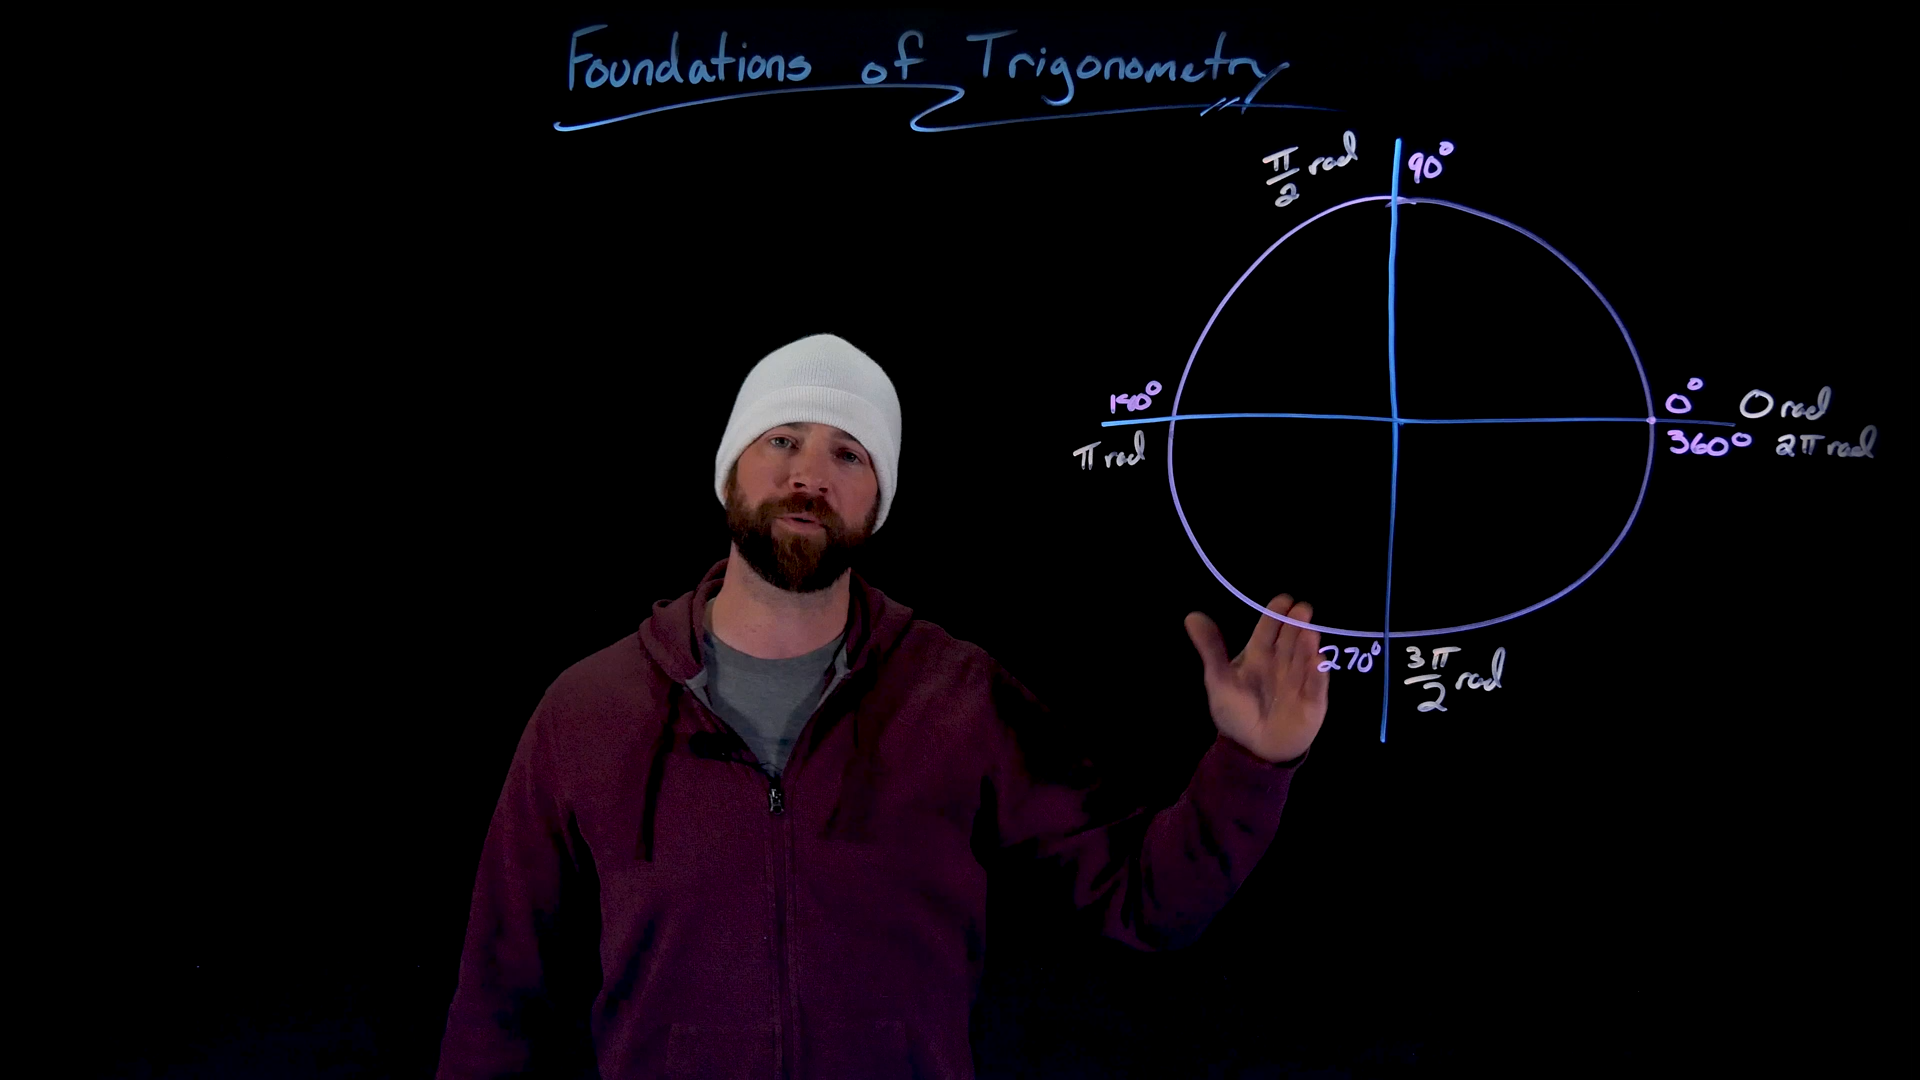 Foundations of Trigonometry
π/2 rad 90°
180° 0° 0 rad
π rad 360° 2π rad
270° 3π/2 rad